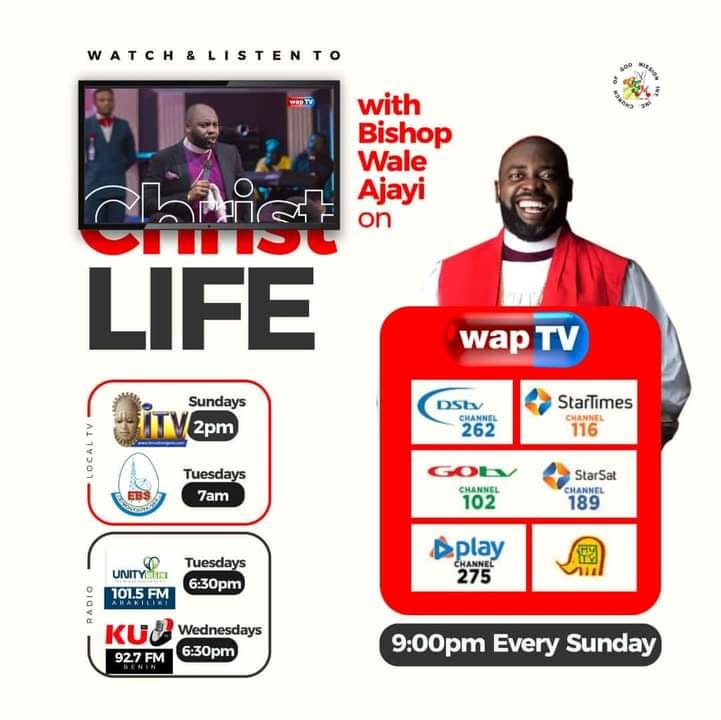 WATCH & LISTEN TO
wap TV
Christ
LIFE
with
Bishop
Wale
Ajayi
on
CHURCH OF GOD MISSION INT. INC.
wap TV
DStv
CHANNEL
262
StarTimes
CHANNEL
116
GOtv
CHANNEL
102
StarSat
CHANNEL
189
play
CHANNEL
275
MY
TV
9:00pm Every Sunday
LOCAL TV
iTV
Sundays
2pm
EBS
Tuesdays
7am
RADIO
UNITY
101.5 FM
ABAKILIKI
Tuesdays
6:30pm
KU
92.7 FM
BENIN
Wednesdays
6:30pm